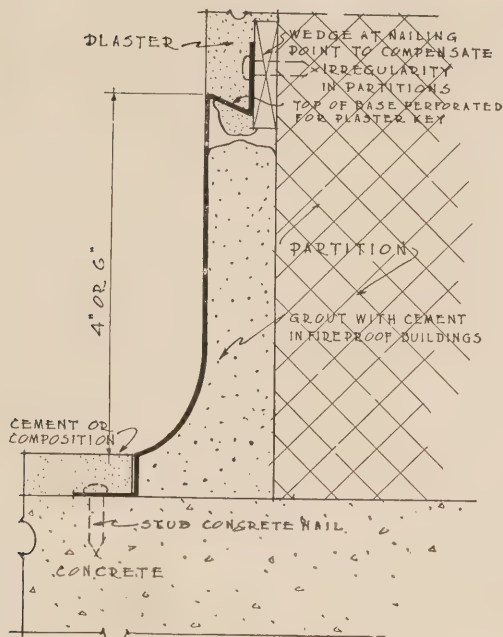 PLASTER
WEDGE AT NAILING
POINT TO COMPENSATE
IRREGULARITY
IN PARTITIONS
TOP OF BASE PERFORATED
FOR PLASTER KEY
4" OR 6"
PARTITION
GROUT WITH CEMENT
IN FIREPROOF BUILDINGS
CEMENT OR
COMPOSITION
STUB CONCRETE NAIL
CONCRETE